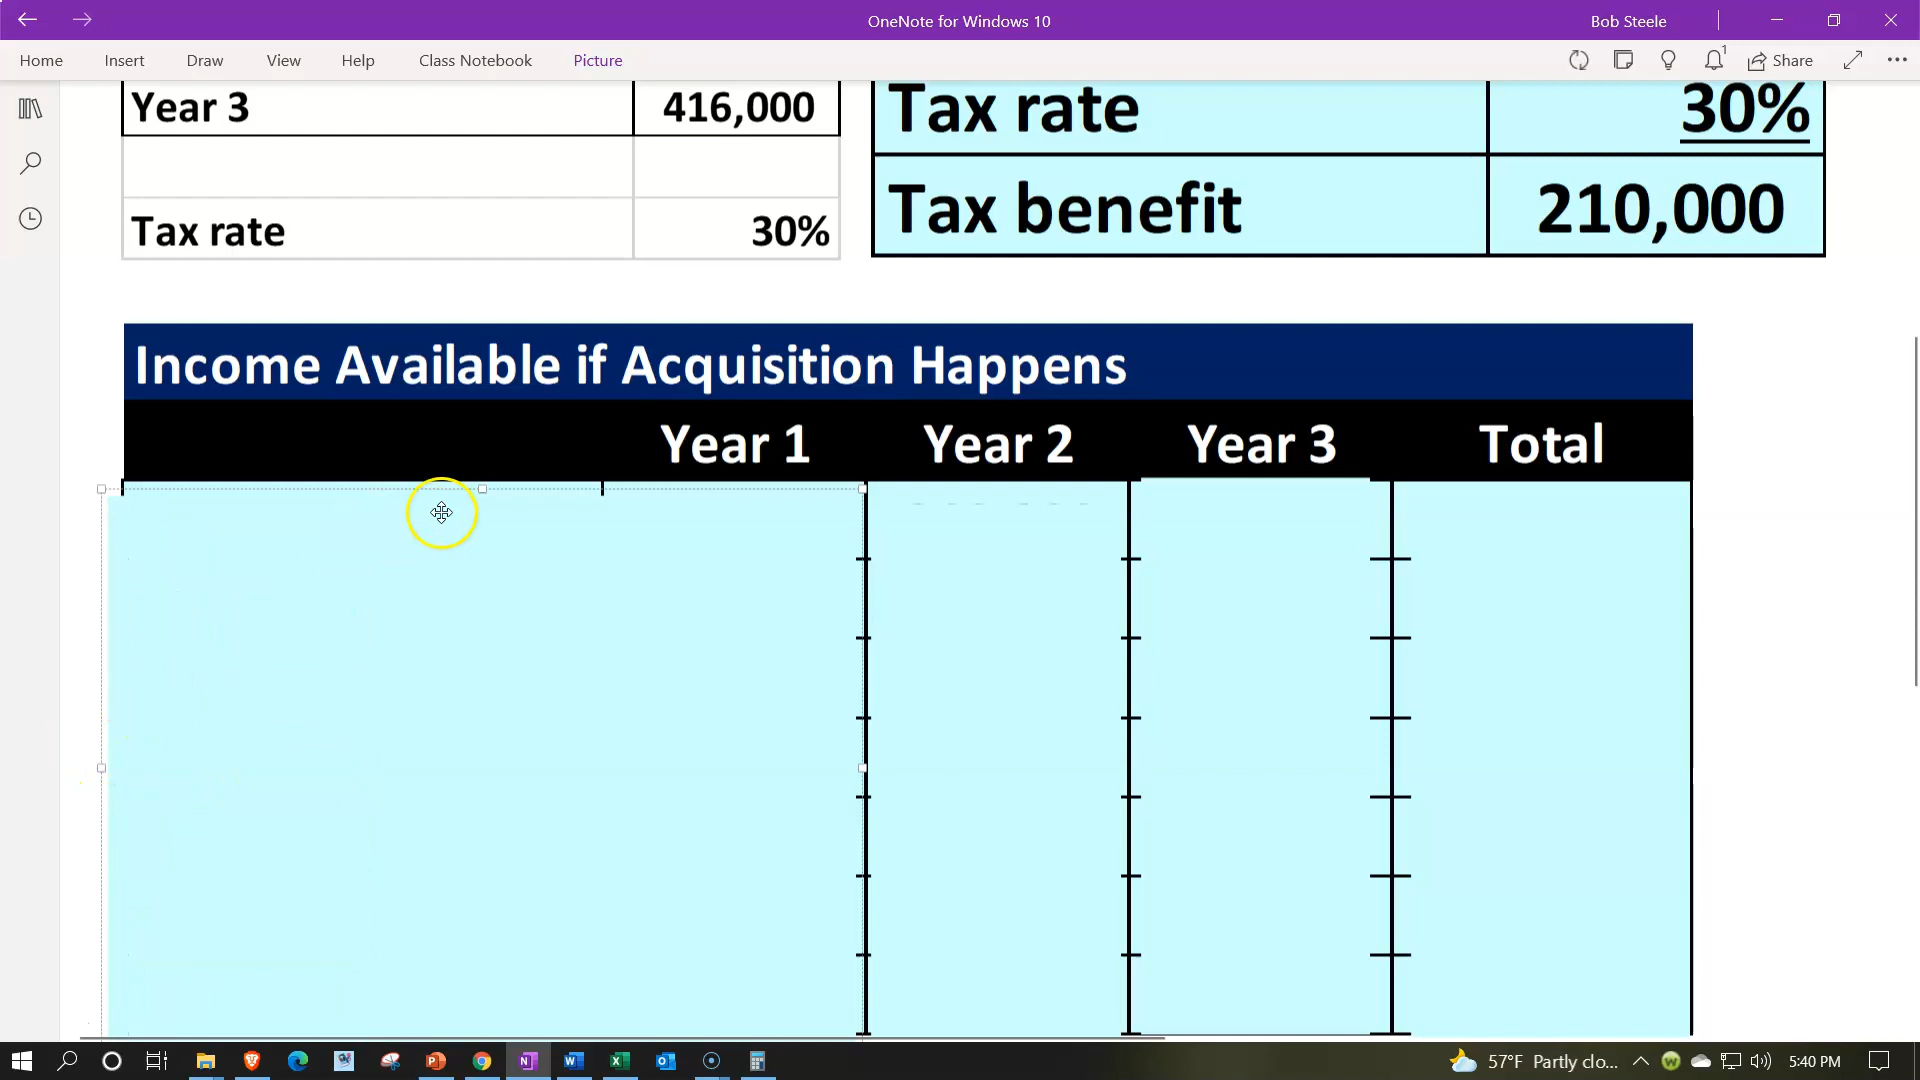 OneNote for Windows 10
Bob Steele
Home Insert Draw View Help Class Notebook Picture
1
Share
Year 3 416,000
Tax rate 30%
Tax rate 30%
Tax benefit 210,000
Income Available if Acquisition Happens
Year 1 Year 2 Year 3 Total
57°F Partly clo... 5:40 PM